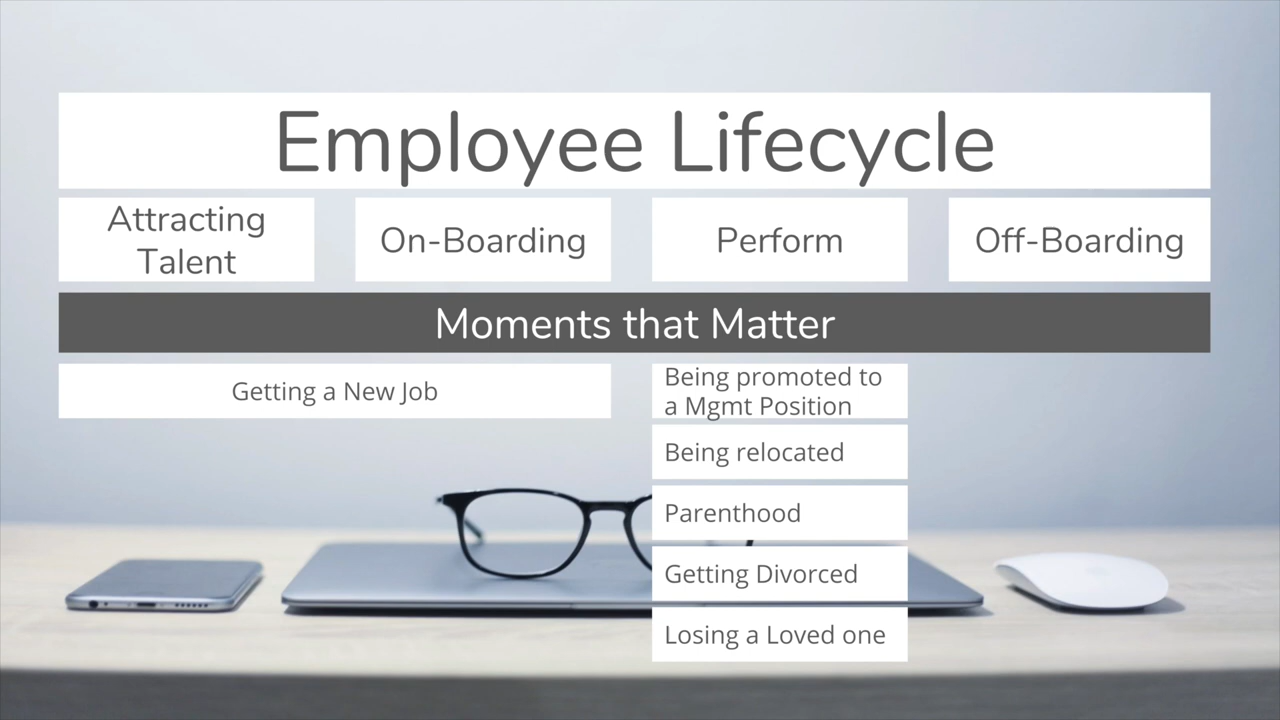 Employee Lifecycle
Attracting
Talent
On-Boarding
Perform
Off-Boarding
Moments that Matter
Getting a New Job
Being promoted to
a Mgmt Position
Being relocated
Parenthood
Getting Divorced
Losing a Loved one